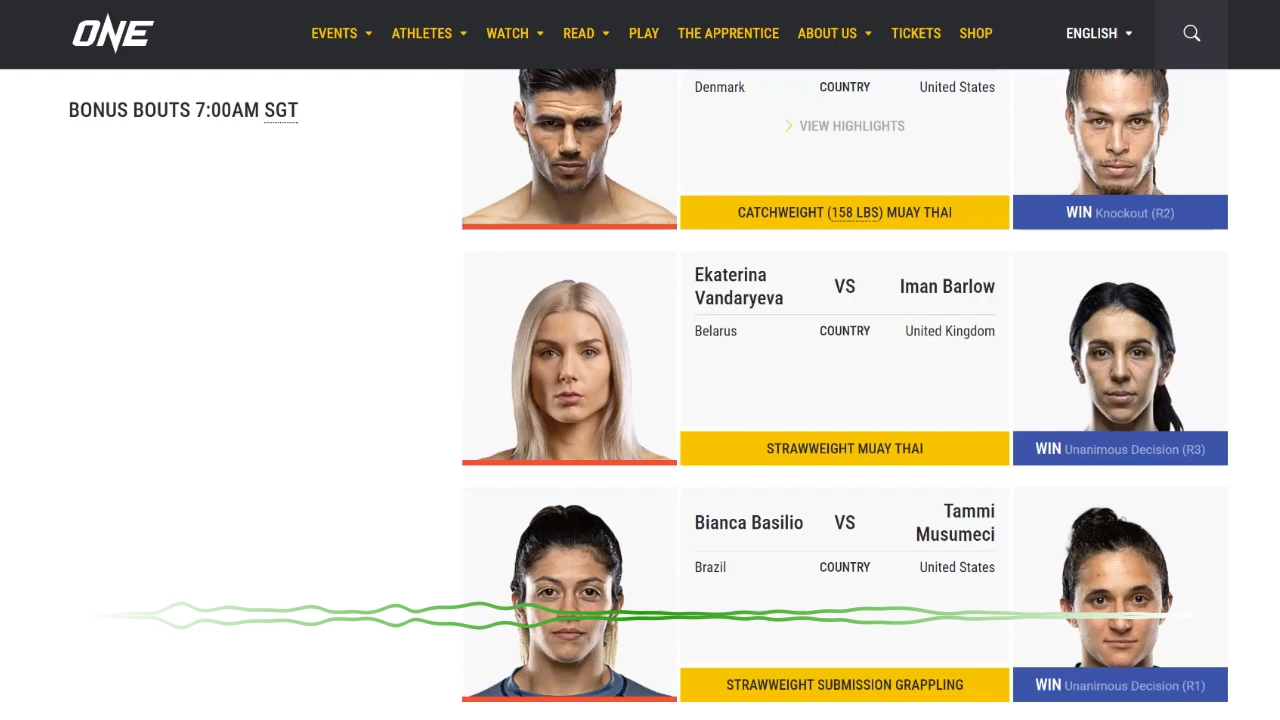 ONE
EVENTS ATHLETES WATCH READ PLAY THE APPRENTICE ABOUT US TICKETS SHOP ENGLISH
BONUS BOUTS 7:00AM SGT
Denmark COUNTRY United States
VIEW HIGHLIGHTS
CATCHWEIGHT (158 LBS) MUAY THAI
WIN Knockout (R2)
Ekaterina
Vandaryeva
VS
Iman Barlow
Belarus COUNTRY United Kingdom
STRAWWEIGHT MUAY THAI
WIN Unanimous Decision (R3)
Bianca Basilio
VS
Tammi
Musumeci
Brazil COUNTRY United States
STRAWWEIGHT SUBMISSION GRAPPLING
WIN Unanimous Decision (R1)